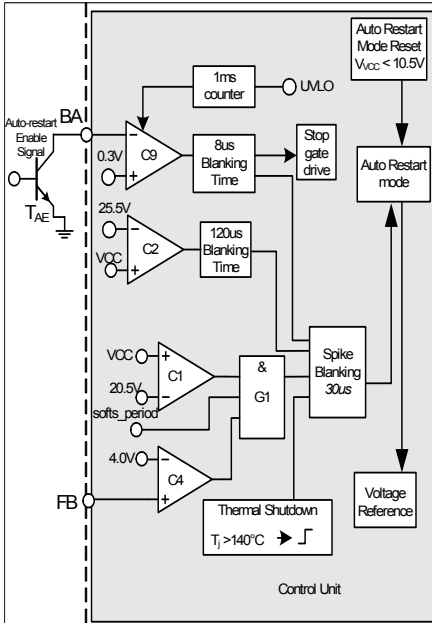 Auto Restart
Mode Reset
VVCC < 10.5V
1ms
counter
UVLO
BA
Auto-restart
Enable
Signal
TAE
0.3V
−
+
C9
8us
Blanking
Time
Stop
gate
drive
Auto Restart
mode
25.5V
−
VCC
+
C2
120us
Blanking
Time
VCC
+
20.5V
−
C1
softs_period
&
G1
Spike
Blanking
30us
4.0V
−
+
C4
FB
Thermal Shutdown
Tj >140°C
Voltage
Reference
Control Unit